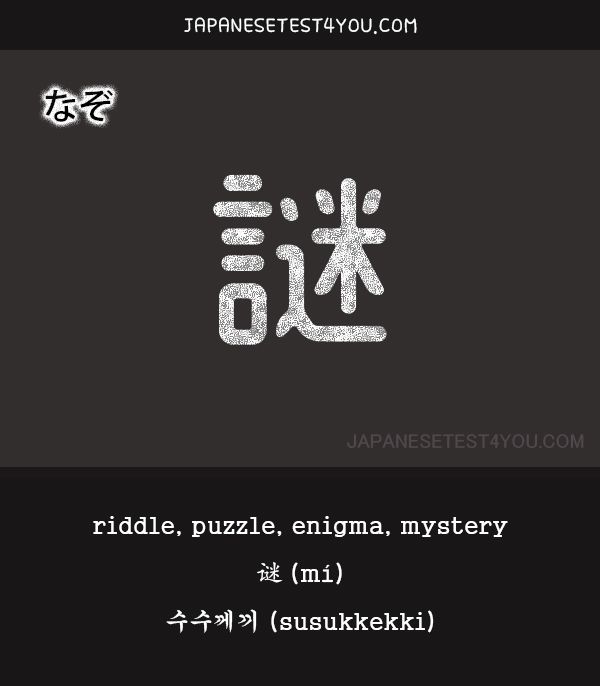 JAPANESETEST4YOU.COM
なぞ
謎
JAPANESETEST4YOU.COM
riddle, puzzle, enigma, mystery
谜 (mí)
수수께끼 (susukkekki)